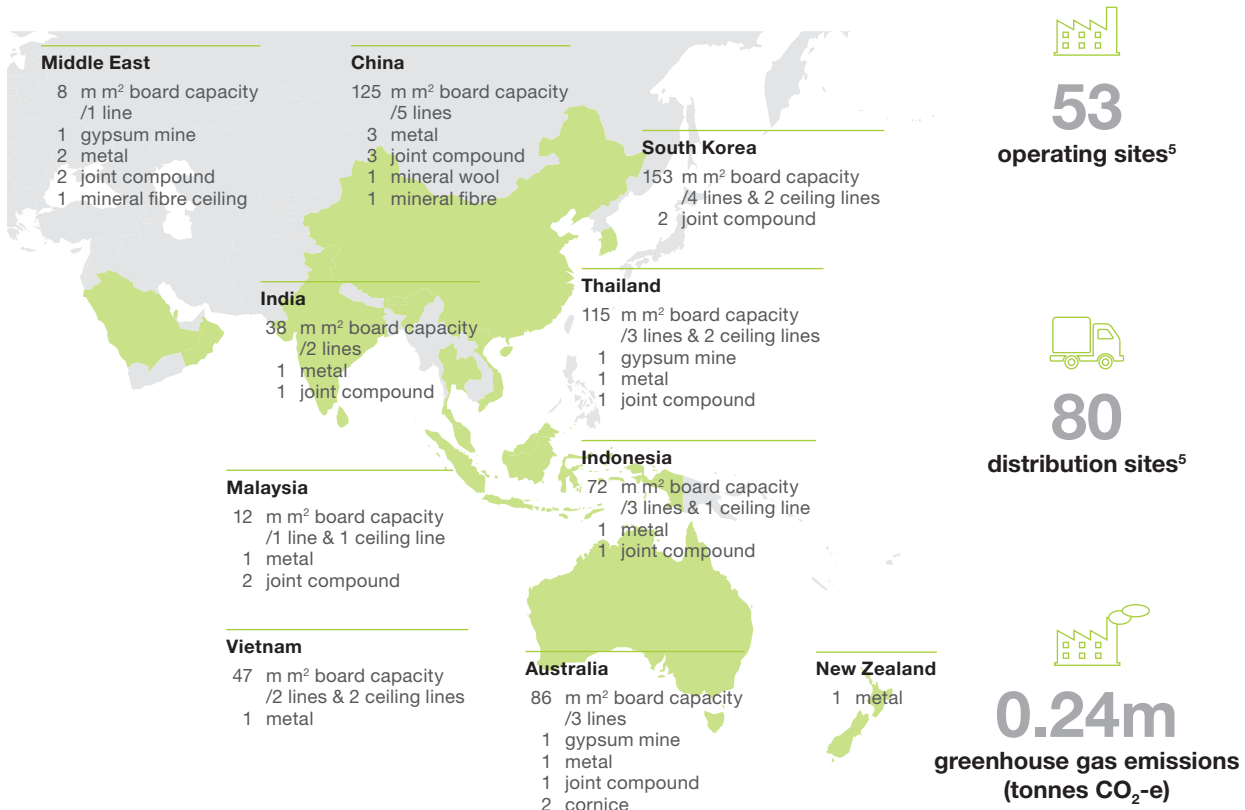 Middle East
8 m m² board capacity
/1 line
1 gypsum mine
2 metal
2 joint compound
1 mineral fibre ceiling
China
125 m m² board capacity
/5 lines
3 metal
3 joint compound
1 mineral wool
1 mineral fibre
South Korea
153 m m² board capacity
/4 lines & 2 ceiling lines
2 joint compound
India
38 m m² board capacity
/2 lines
1 metal
1 joint compound
Thailand
115 m m² board capacity
/3 lines & 2 ceiling lines
1 gypsum mine
1 metal
1 joint compound
Malaysia
12 m m² board capacity
/1 line & 1 ceiling line
1 metal
2 joint compound
Indonesia
72 m m² board capacity
/3 lines & 1 ceiling line
1 metal
1 joint compound
Vietnam
47 m m² board capacity
/2 lines & 2 ceiling lines
1 metal
Australia
86 m m² board capacity
/3 lines
1 gypsum mine
1 metal
1 joint compound
2 cornice
New Zealand
1 metal
53
operating sites⁵
80
distribution sites⁵
0.24m
greenhouse gas emissions
(tonnes CO₂-e)